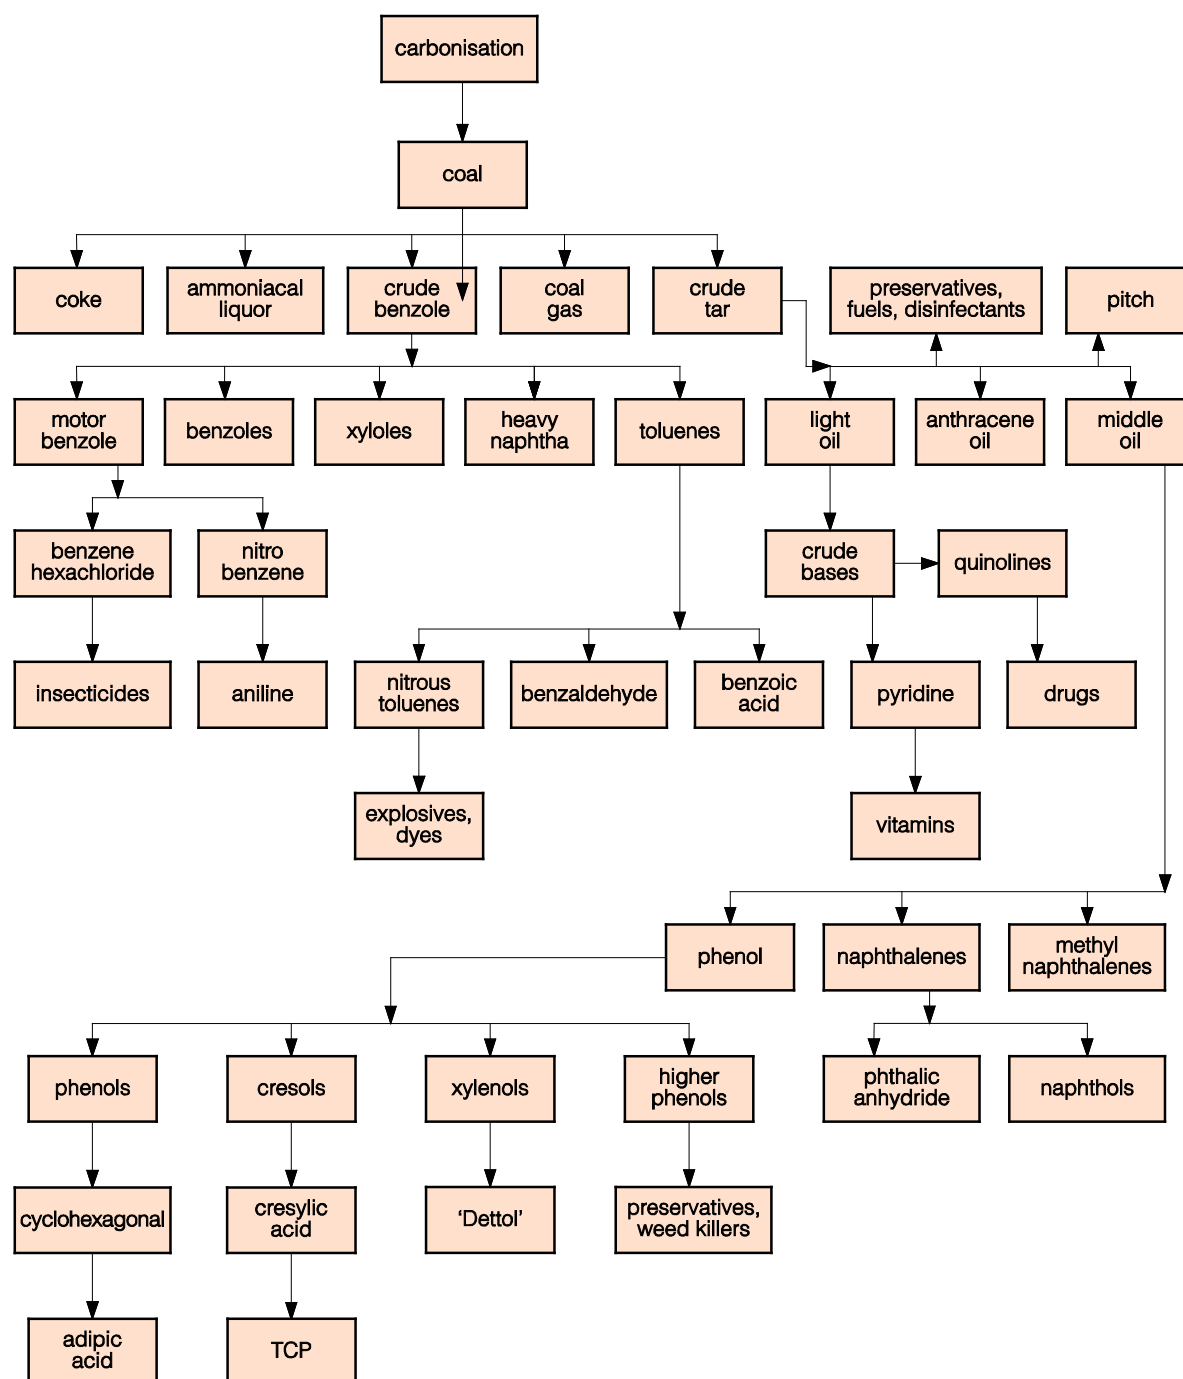 carbonisation
coal
coke
ammoniacal
liquor
crude
benzole
coal
gas
crude
tar
preservatives,
fuels, disinfectants
pitch
motor
benzole
benzoles
xyloles
heavy
naphtha
toluenes
light
oil
anthracene
oil
middle
oil
benzene
hexachloride
nitro
benzene
crude
bases
quinolines
insecticides
aniline
nitrous
toluenes
benzaldehyde
benzoic
acid
pyridine
drugs
explosives,
dyes
vitamins
phenol
naphthalenes
methyl
naphthalenes
phenols
cresols
xylenols
higher
phenols
phthalic
anhydride
naphthols
cyclohexagonal
cresylic
acid
‘Dettol’
preservatives,
weed killers
adipic
acid
TCP